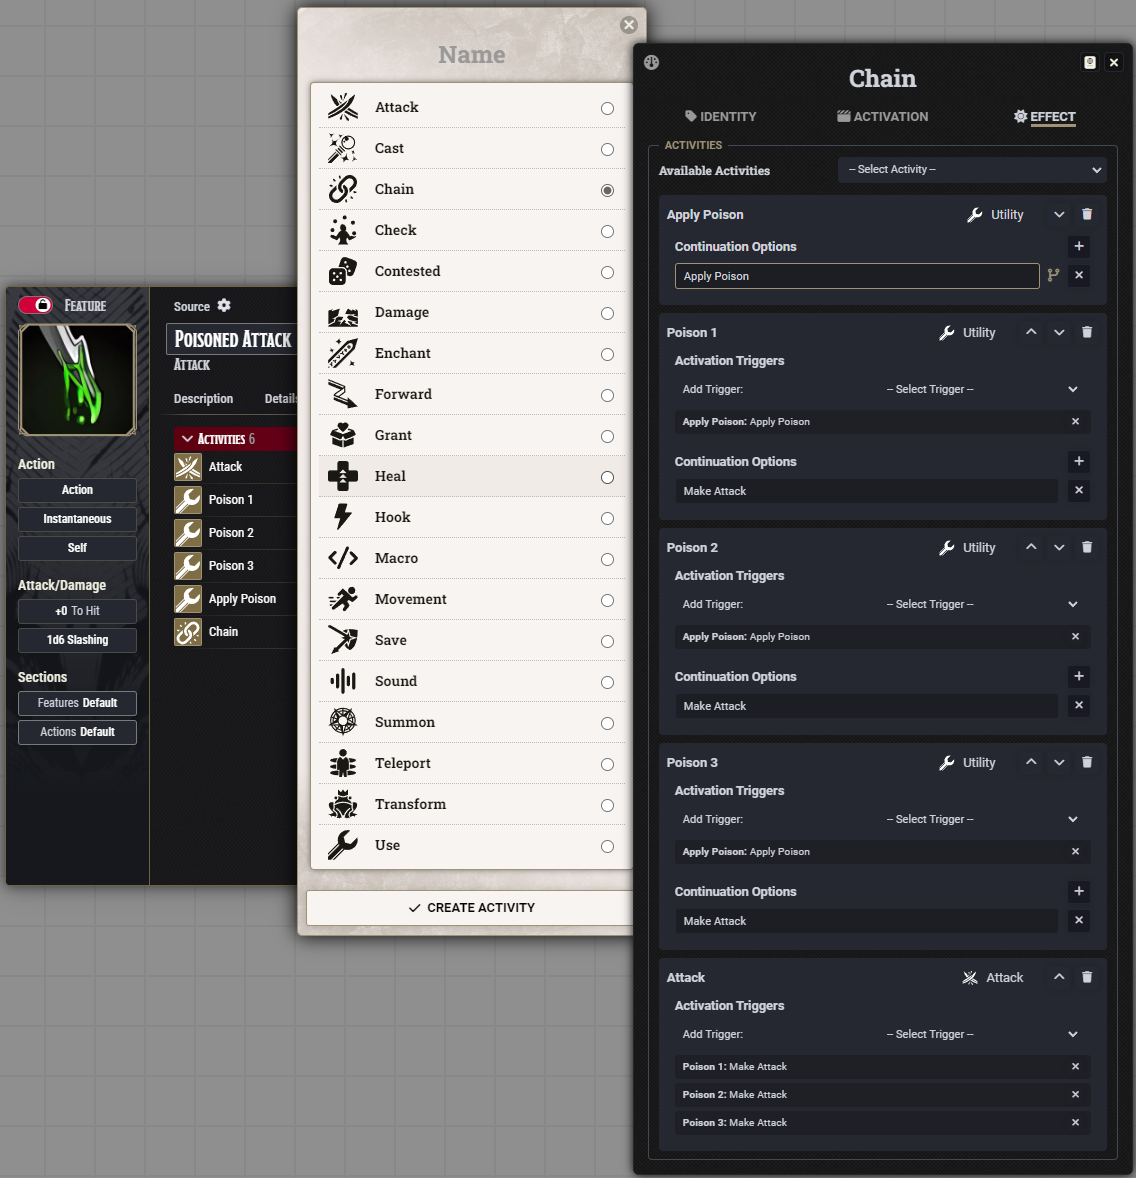 FEATURE
Source
POISONED ATTACK
ATTACK
Description
Details
ACTIVITIES 6
Attack
Poison 1
Poison 2
Poison 3
Apply Poison
Chain
Action
Action
Instantaneous
Self
Attack/Damage
+0 To Hit
1d6 Slashing
Sections
Features Default
Actions Default
Name
Attack
Cast
Chain
Check
Contested
Damage
Enchant
Forward
Grant
Heal
Hook
Macro
Movement
Save
Sound
Summon
Teleport
Transform
Use
CREATE ACTIVITY
Chain
IDENTITY
ACTIVATION
EFFECT
ACTIVITIES
Available Activities
-- Select Activity --
Apply Poison
Utility
Continuation Options
Apply Poison
Poison 1
Utility
Activation Triggers
Add Trigger:
-- Select Trigger --
Apply Poison: Apply Poison
Continuation Options
Make Attack
Poison 2
Utility
Activation Triggers
Add Trigger:
-- Select Trigger --
Apply Poison: Apply Poison
Continuation Options
Make Attack
Poison 3
Utility
Activation Triggers
Add Trigger:
-- Select Trigger --
Apply Poison: Apply Poison
Continuation Options
Make Attack
Attack
Attack
Activation Triggers
Add Trigger:
-- Select Trigger --
Poison 1: Make Attack
Poison 2: Make Attack
Poison 3: Make Attack